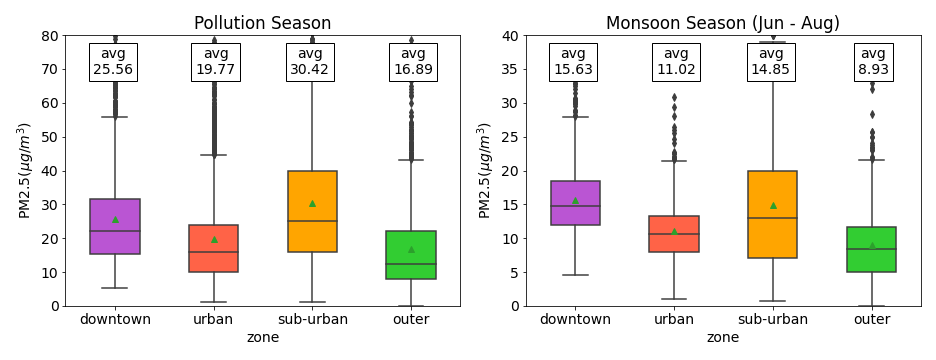 Pollution Season
PM2.5(μg/m³)
80
70
60
50
40
30
20
10
0
avg
25.56
avg
19.77
avg
30.42
avg
16.89
downtown urban sub-urban outer
zone
Monsoon Season (Jun - Aug)
PM2.5(μg/m³)
40
35
30
25
20
15
10
5
0
avg
15.63
avg
11.02
avg
14.85
avg
8.93
downtown urban sub-urban outer
zone